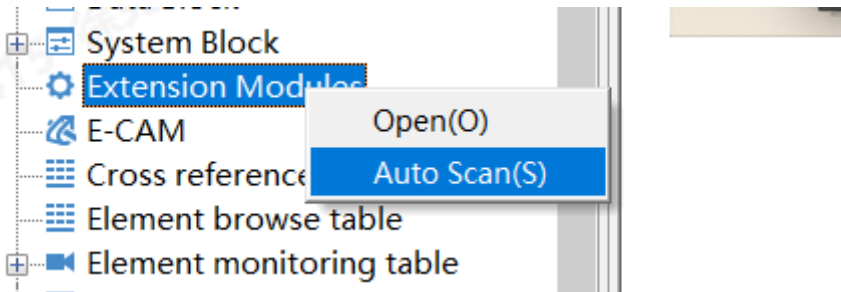 System Block
Extension Modules
Open(O)
E-CAM
Auto Scan(S)
Cross reference
Element browse table
Element monitoring table